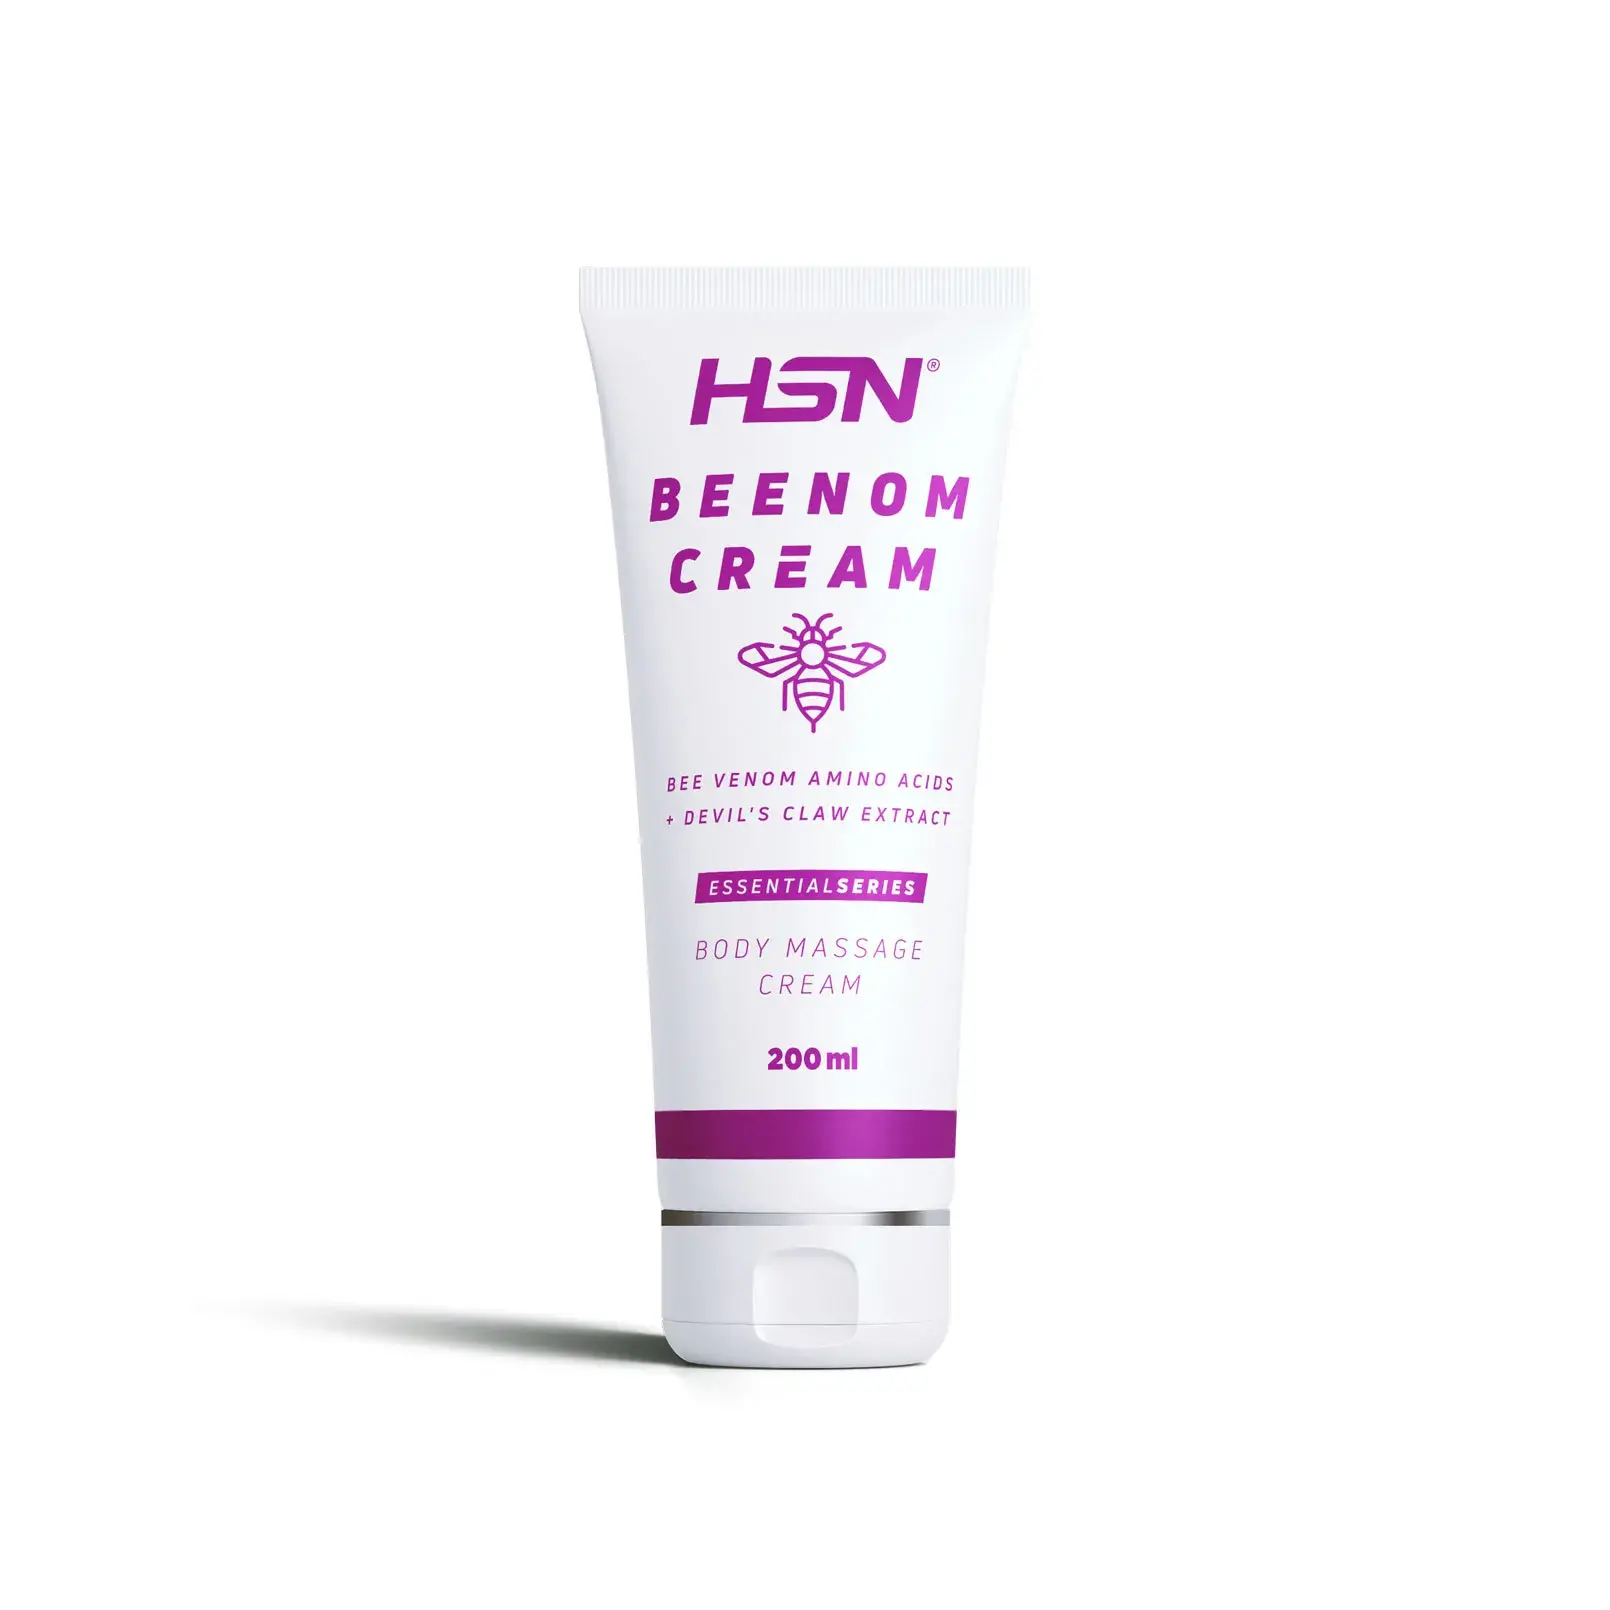 HSN®
BEENOM
CREAM
BEE VENOM AMINO ACIDS
+ DEVIL'S CLAW EXTRACT
ESSENTIALSERIES
BODY MASSAGE
CREAM
200 ml